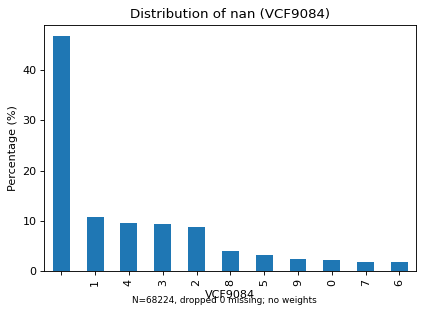 Distribution of nan (VCF9084)
Percentage (%)
40
30
20
10
0
1 4 3 2 8 5 9 0 7 6
VCF9084
N=68224, dropped 0 missing; no weights